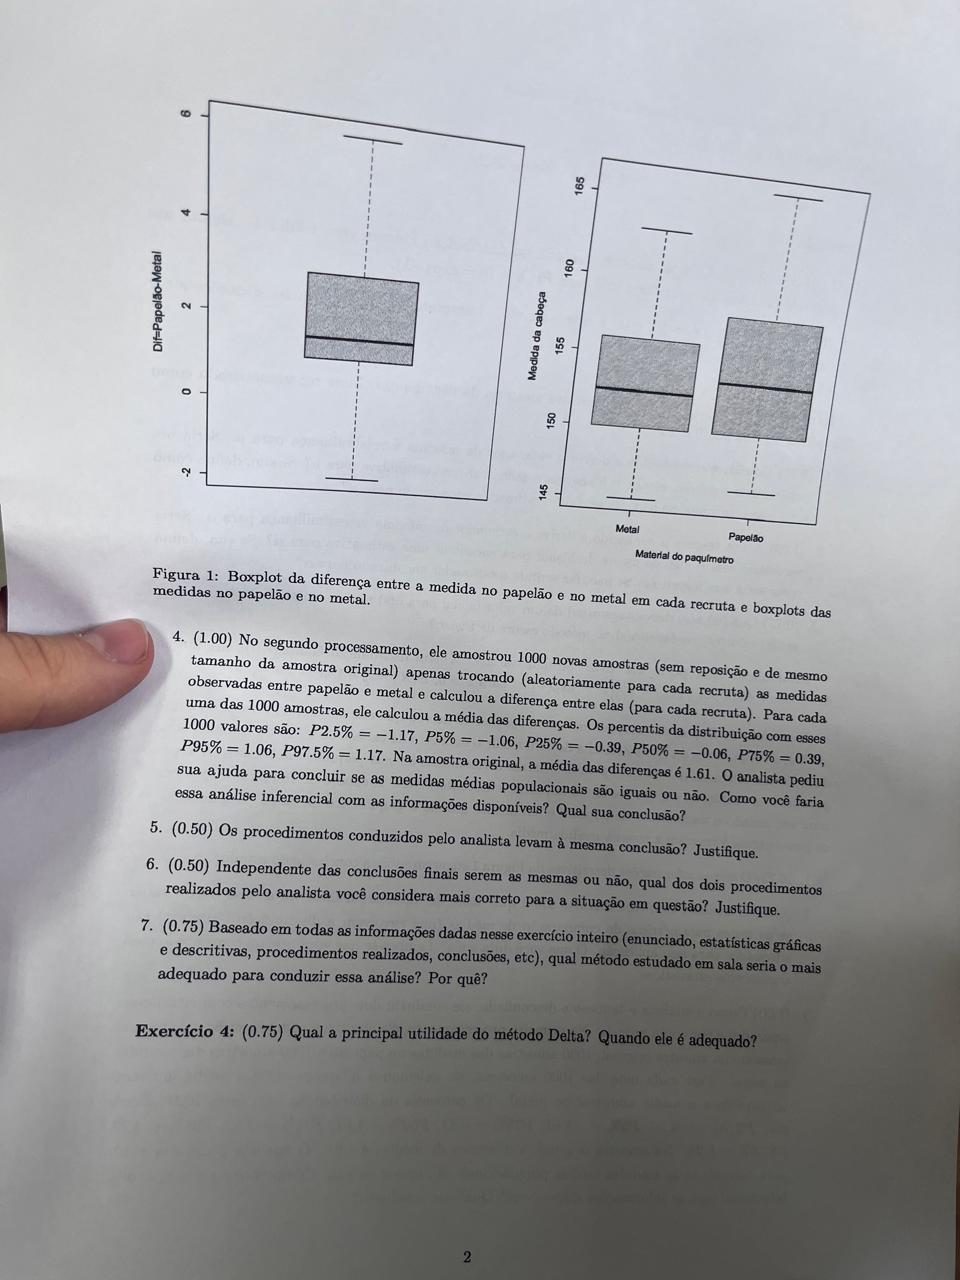 6
4
2
0
-2
Dif=Papelão-Metal
165
160
155
150
145
Medida da cabeça
Metal
Papelão
Material do paquímetro
Figura 1: Boxplot da diferença entre a medida no papelão e no metal em cada recruta e boxplots das
medidas no papelão e no metal.
4. (1.00) No segundo processamento, ele amostrou 1000 novas amostras (sem reposição e de mesmo
tamanho da amostra original) apenas trocando (aleatoriamente para cada recruta) as medidas
observadas entre papelão e metal e calculou a diferença entre elas (para cada recruta). Para cada
uma das 1000 amostras, ele calculou a média das diferenças. Os percentis da distribuição com esses
1000 valores são: P2.5% = −1.17, P5% = −1.06, P25% = −0.39, P50% = −0.06, P75% = 0.39,
P95% = 1.06, P97.5% = 1.17. Na amostra original, a média das diferenças é 1.61. O analista pediu
sua ajuda para concluir se as medidas médias populacionais são iguais ou não. Como você faria
essa análise inferencial com as informações disponíveis? Qual sua conclusão?
5. (0.50) Os procedimentos conduzidos pelo analista levam à mesma conclusão? Justifique.
6. (0.50) Independente das conclusões finais serem as mesmas ou não, qual dos dois procedimentos
realizados pelo analista você considera mais correto para a situação em questão? Justifique.
7. (0.75) Baseado em todas as informações dadas nesse exercício inteiro (enunciado, estatísticas gráficas
e descritivas, procedimentos realizados, conclusões, etc), qual método estudado em sala seria o mais
adequado para conduzir essa análise? Por quê?
Exercício 4: (0.75) Qual a principal utilidade do método Delta? Quando ele é adequado?
2